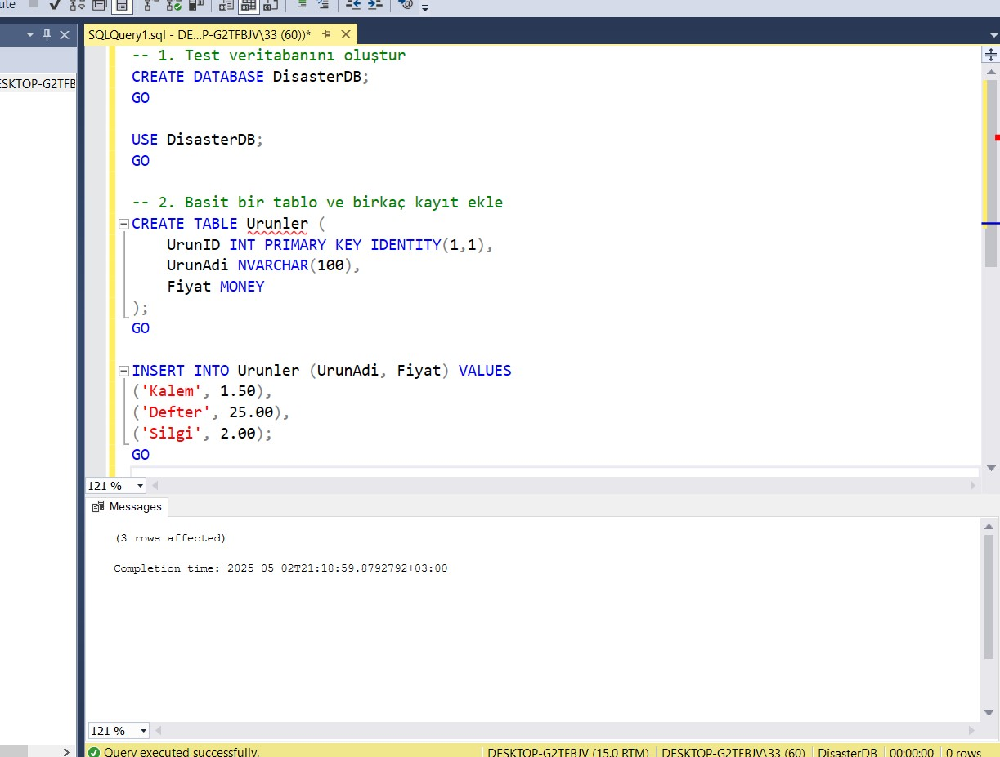 SQLQuery1.sql - DE...P-G2TFBJV\33 (60))*
ESKTOP-G2TFB
-- 1. Test veritabanını oluştur
CREATE DATABASE DisasterDB;
GO
USE DisasterDB;
GO
-- 2. Basit bir tablo ve birkaç kayıt ekle
CREATE TABLE Urunler (
UrunID INT PRIMARY KEY IDENTITY(1,1),
UrunAdi NVARCHAR(100),
Fiyat MONEY
);
GO
INSERT INTO Urunler (UrunAdi, Fiyat) VALUES
('Kalem', 1.50),
('Defter', 25.00),
('Silgi', 2.00);
GO
121 %
Messages
(3 rows affected)
Completion time: 2025-05-02T21:18:59.8792792+03:00
121 %
Query executed successfully. DESKTOP-G2TFBJV (15.0 RTM) DESKTOP-G2TFBJV\33 (60) DisasterDB 00:00:00 0 rows